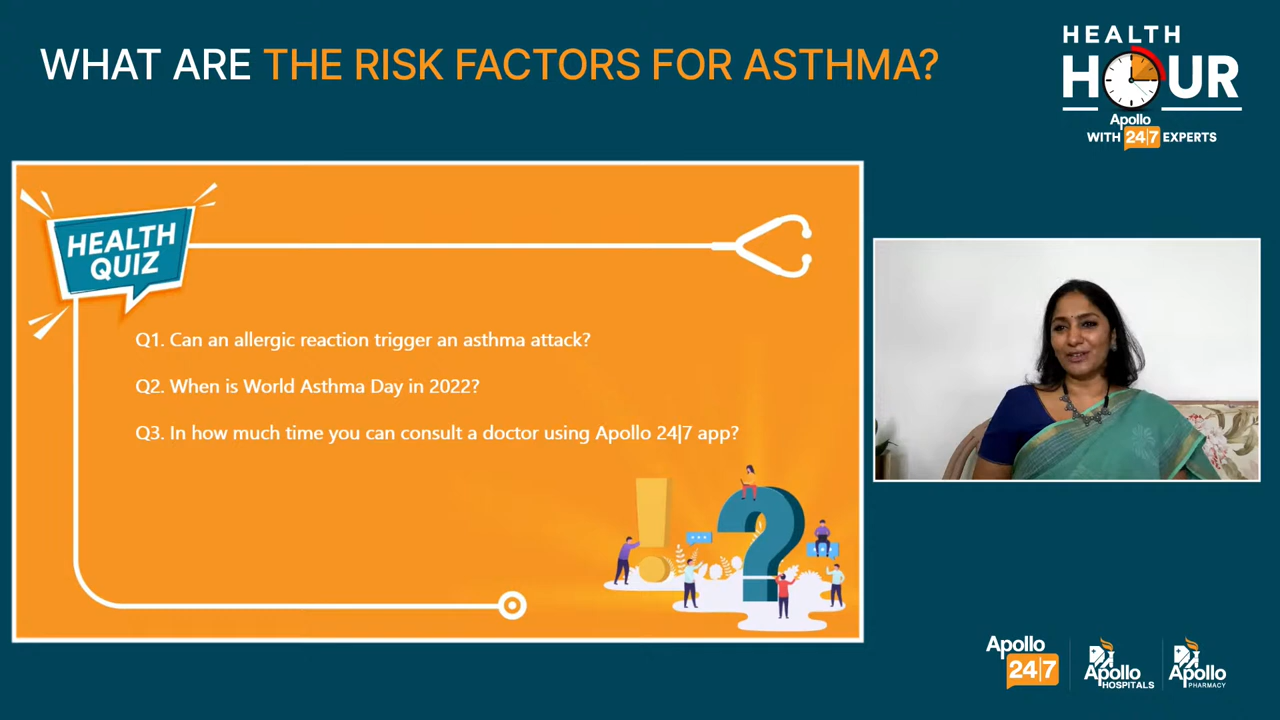 WHAT ARE THE RISK FACTORS FOR ASTHMA?
HEALTH
HOUR
Apollo
WITH 24|7 EXPERTS
HEALTH
QUIZ
Q1. Can an allergic reaction trigger an asthma attack?
Q2. When is World Asthma Day in 2022?
Q3. In how much time you can consult a doctor using Apollo 24|7 app?
Apollo
24|7
Apollo
HOSPITALS
Apollo
PHARMACY